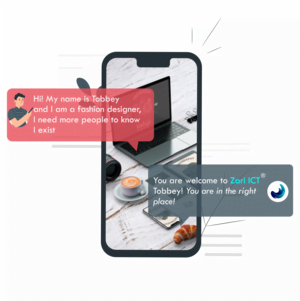 Hi! My name is Tobbey
and I am a fashion designer,
I need more people to know
I exist
You are welcome to Zarl ICT®
Tobbey! You are in the right
place!